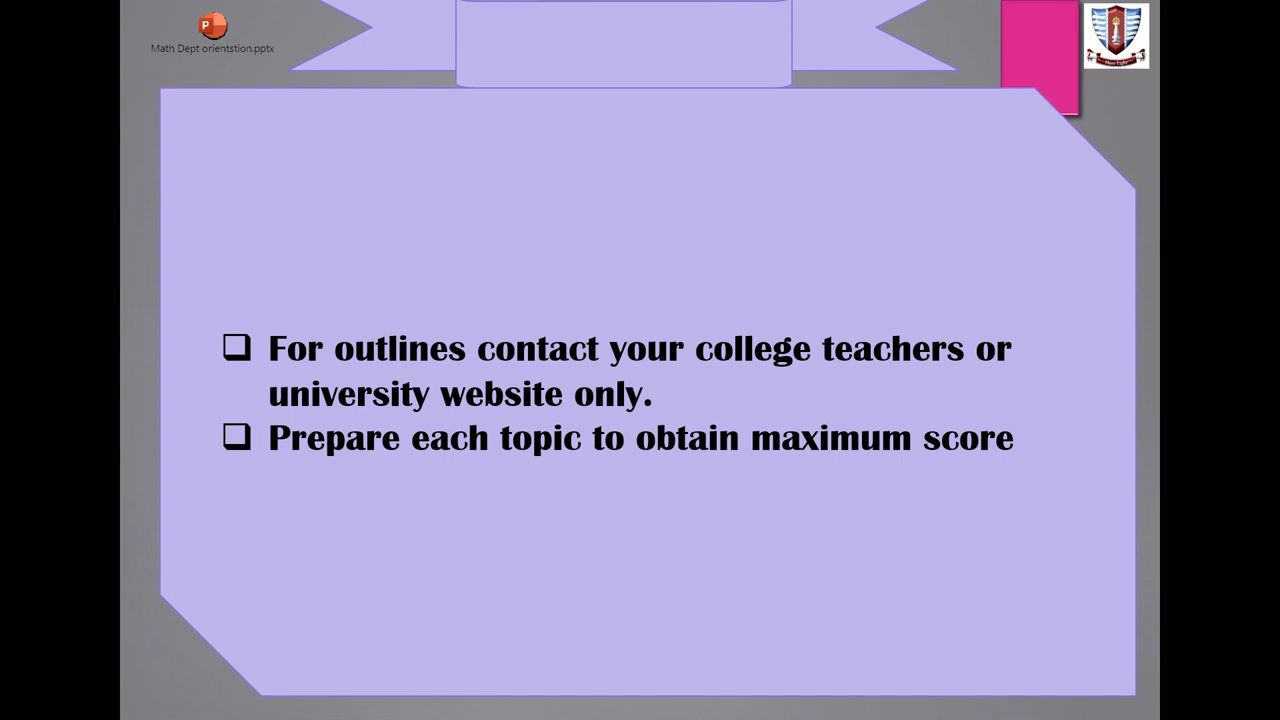 Math Dept orientstion.pptx
For outlines contact your college teachers or
university website only.
Prepare each topic to obtain maximum score